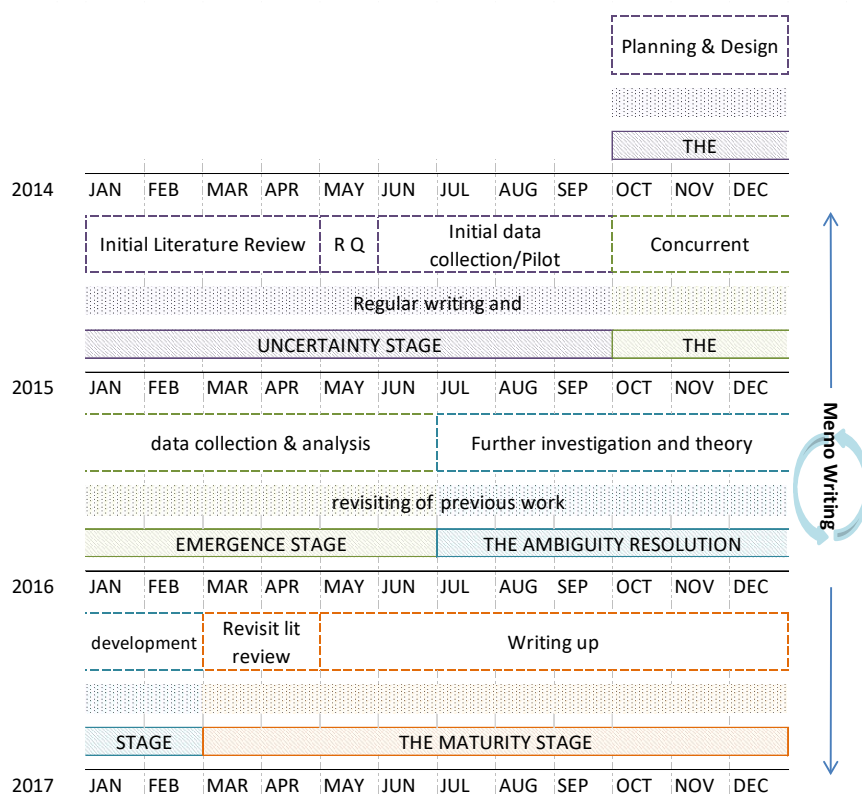 Planning & Design
THE
2014 JAN FEB MAR APR MAY JUN JUL AUG SEP OCT NOV DEC
Initial Literature Review R Q Initial data collection/Pilot Concurrent
Regular writing and
UNCERTAINTY STAGE THE
2015 JAN FEB MAR APR MAY JUN JUL AUG SEP OCT NOV DEC
data collection & analysis Further investigation and theory
revisiting of previous work
EMERGENCE STAGE THE AMBIGUITY RESOLUTION
2016 JAN FEB MAR APR MAY JUN JUL AUG SEP OCT NOV DEC
development Revisit lit review Writing up
STAGE THE MATURITY STAGE
2017 JAN FEB MAR APR MAY JUN JUL AUG SEP OCT NOV DEC
Memo Writing